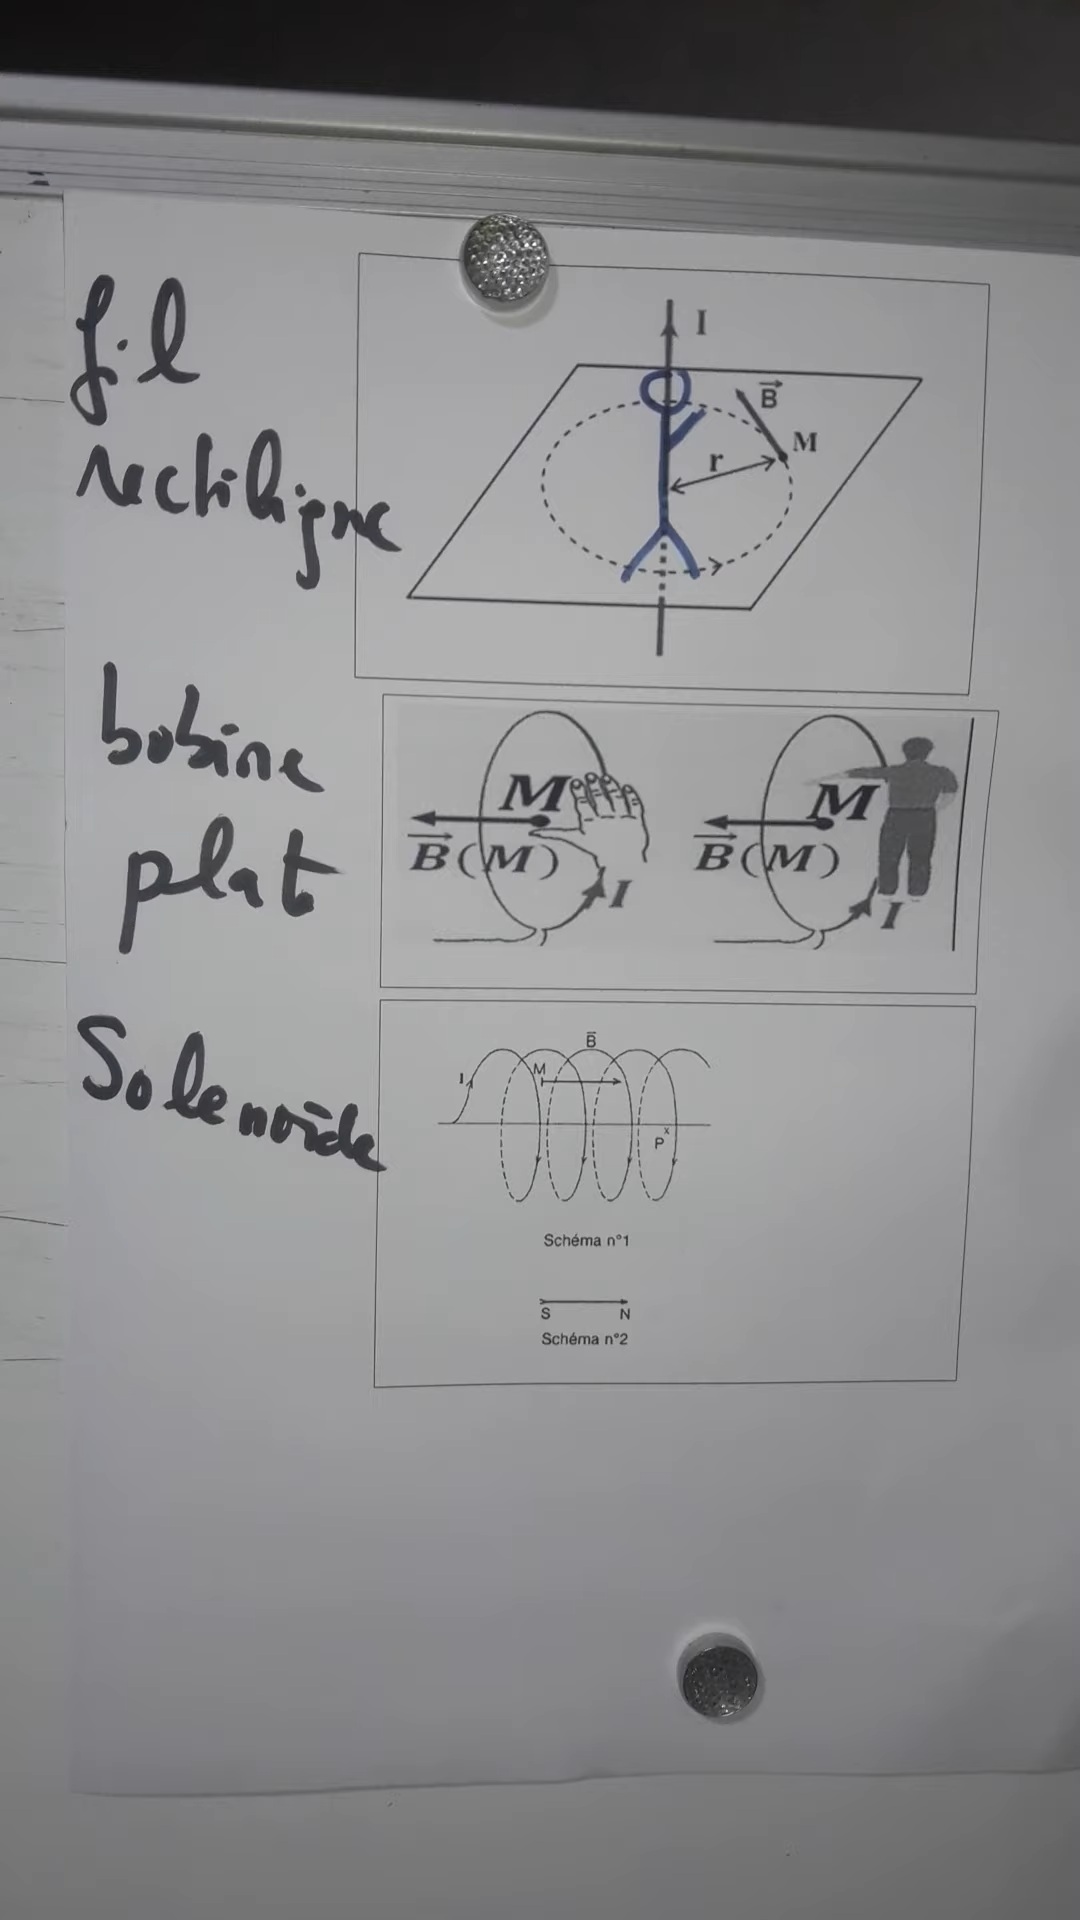 fil
rectiligne
I
B
M
r
bobine
plat
M
B(M)
I
M
B(M)
I
Solenoïde
B
M
I
P
x
Schéma n°1
S N
Schéma n°2